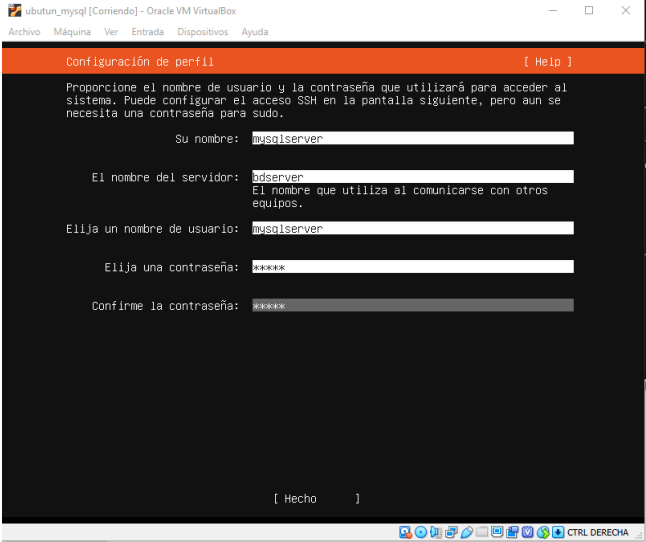 ubutun_mysql [Corriendo] - Oracle VM VirtualBox
Archivo Máquina Ver Entrada Dispositivos Ayuda
Configuración de perfil [ Help ]
Proporcione el nombre de usuario y la contraseña que utilizará para acceder al
sistema. Puede configurar el acceso SSH en la pantalla siguiente, pero aun se
necesita una contraseña para sudo.
Su nombre: mysqlserver
El nombre del servidor: bdserver
El nombre que utiliza al comunicarse con otros
equipos.
Elija un nombre de usuario: mysqlserver
Elija una contraseña: *****
Confirme la contraseña: *****
[ Hecho ]
CTRL DERECHA